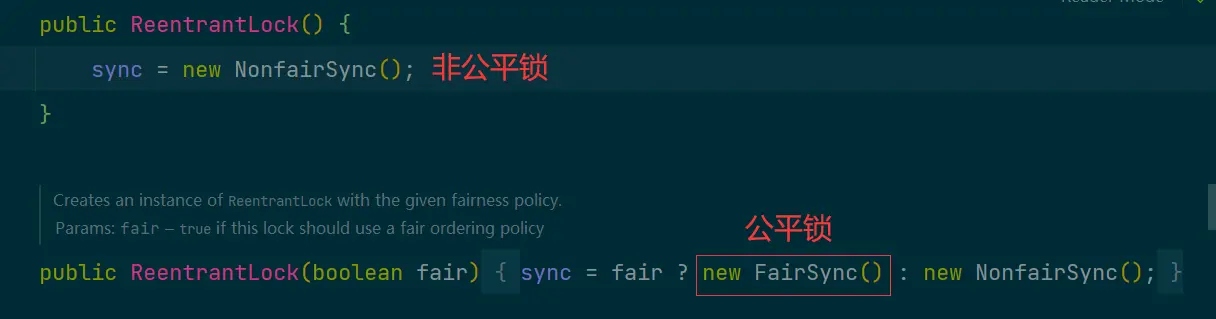 Reader Mode
public ReentrantLock() {
sync = new NonfairSync(); 非公平锁
}
Creates an instance of ReentrantLock with the given fairness policy.
Params: fair – true if this lock should use a fair ordering policy
公平锁
public ReentrantLock(boolean fair) { sync = fair ? new FairSync() : new NonfairSync(); }